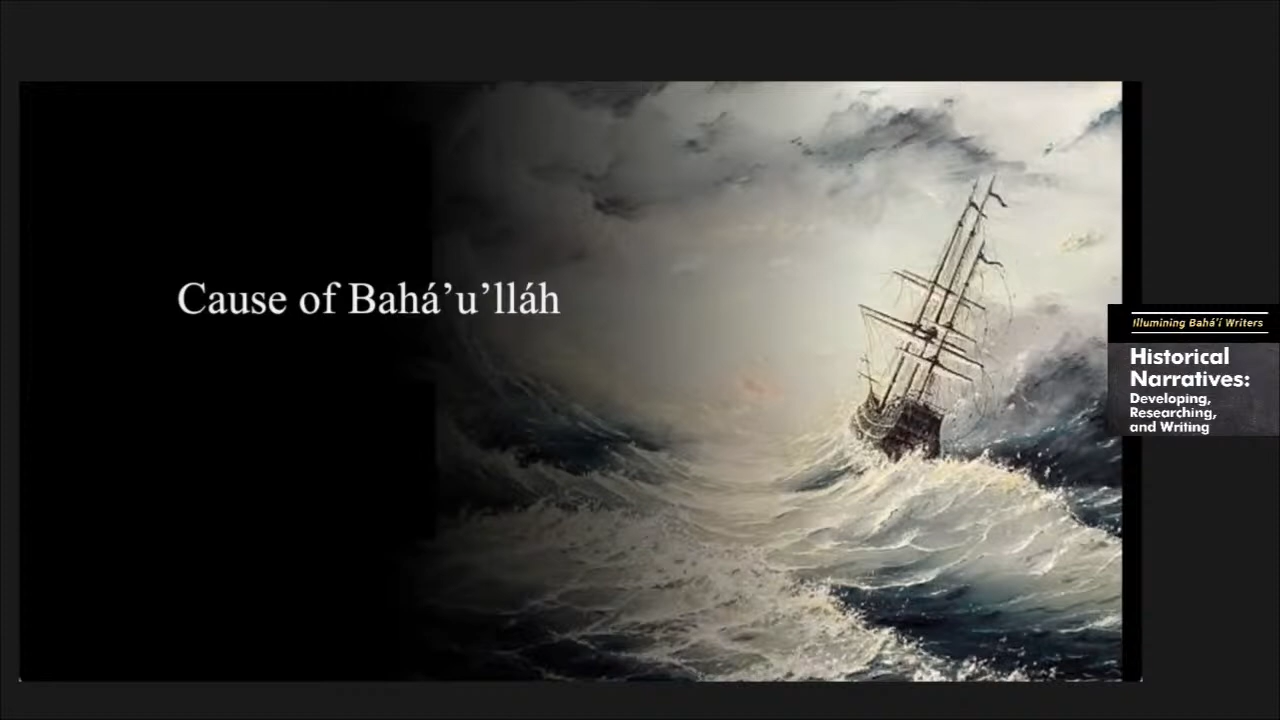 Cause of Bahá’u’lláh
Illumining Bahá’í Writers
Historical
Narratives:
Developing,
Researching,
and Writing